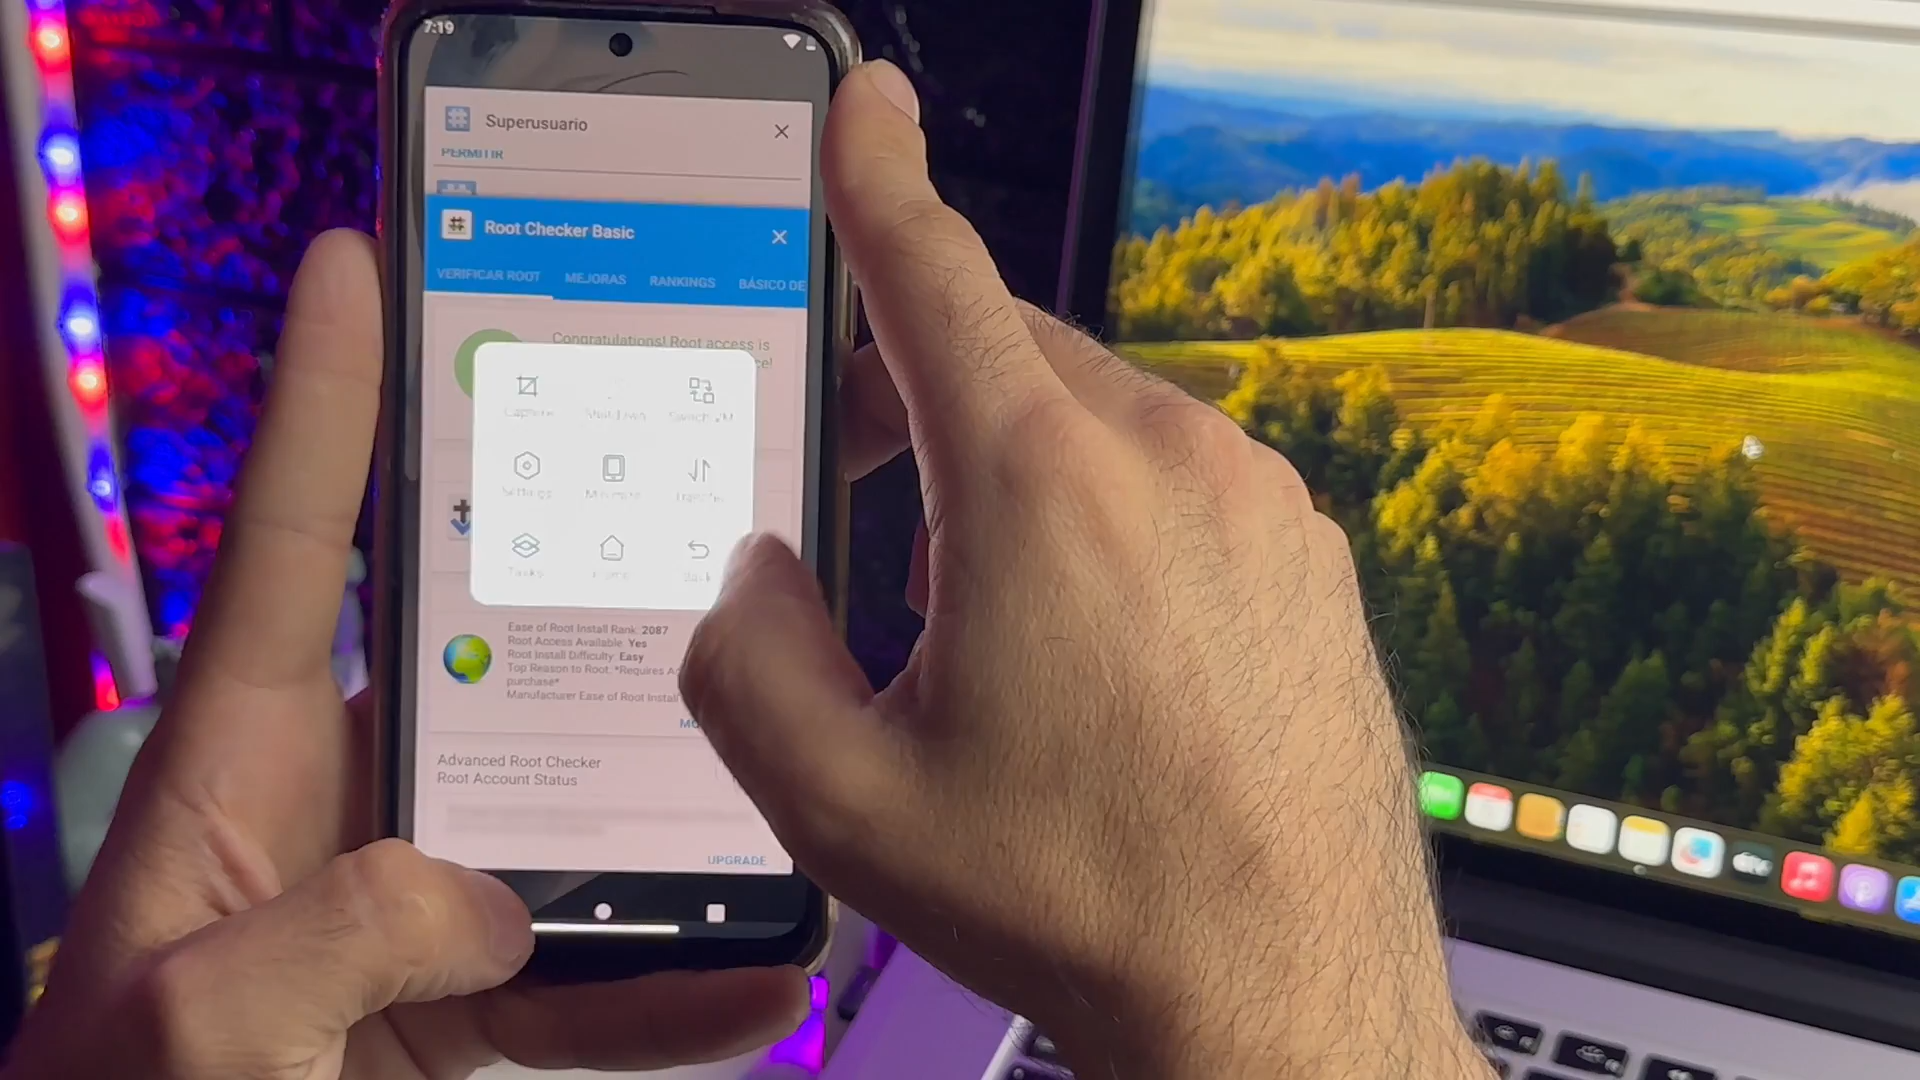 7:19
Superusuario
PERMITIR
Root Checker Basic
VERIFICAR ROOT MEJORAS RANKINGS BÁSICO DE
Congratulations! Root access is
Capture Shut Down Switch VM
Settings Minimize Transfer
Tasks Home Back
Ease of Root Install Rank: 2087
Root Access Available: Yes
Root Install Difficulty: Easy
Top Reason to Root: *Requires
purchase*
Manufacturer Ease of Root Install
Advanced Root Checker
Root Account Status
UPGRADE
tv